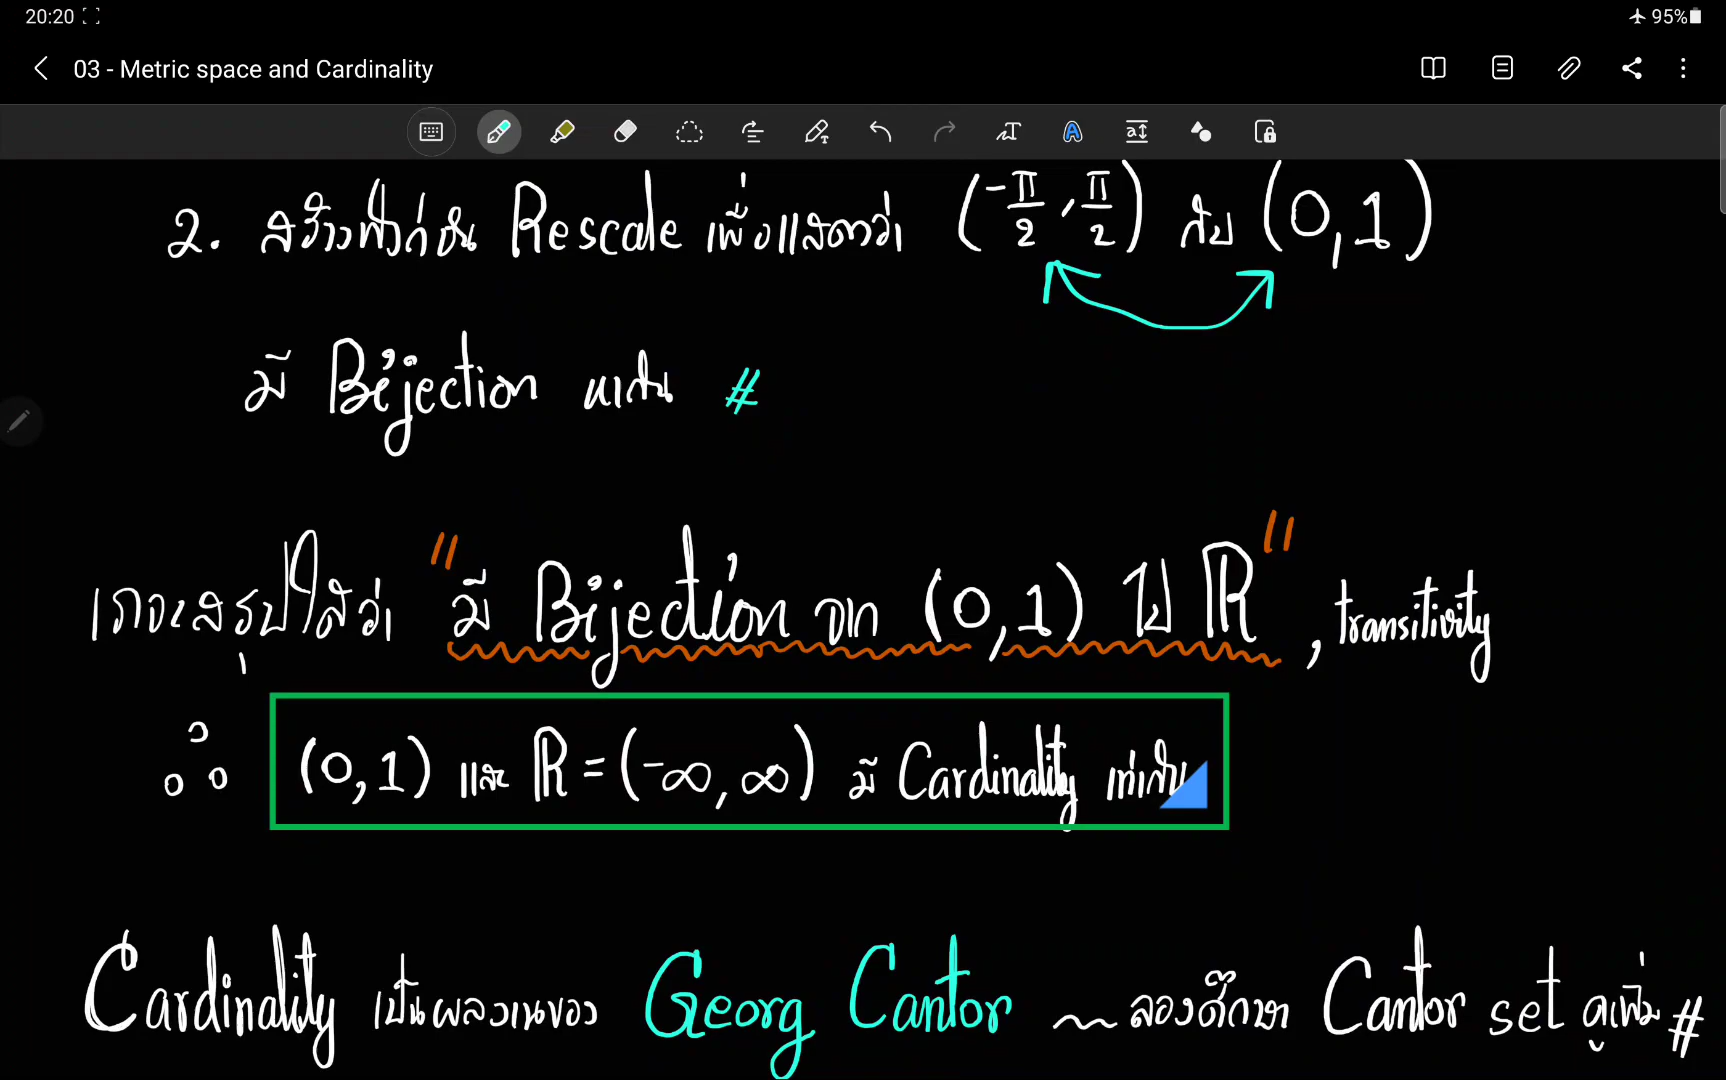 20:20
95%
03 - Metric space and Cardinality
2. สร้างฟังก์ชัน Rescale เพื่อแสดงว่า (-π/2, π/2) กับ (0,1)
มี Bijection แก่กัน #
เราจะสรุปได้ว่า "มี Bijection จาก (0,1) ไป ℝ", transitivity
∴ (0,1) และ ℝ = (-∞, ∞) มี Cardinality เท่ากัน
Cardinality เป็นผลงานของ Georg Cantor ~ ลองศึกษา Cantor set ดูเพิ่ม #